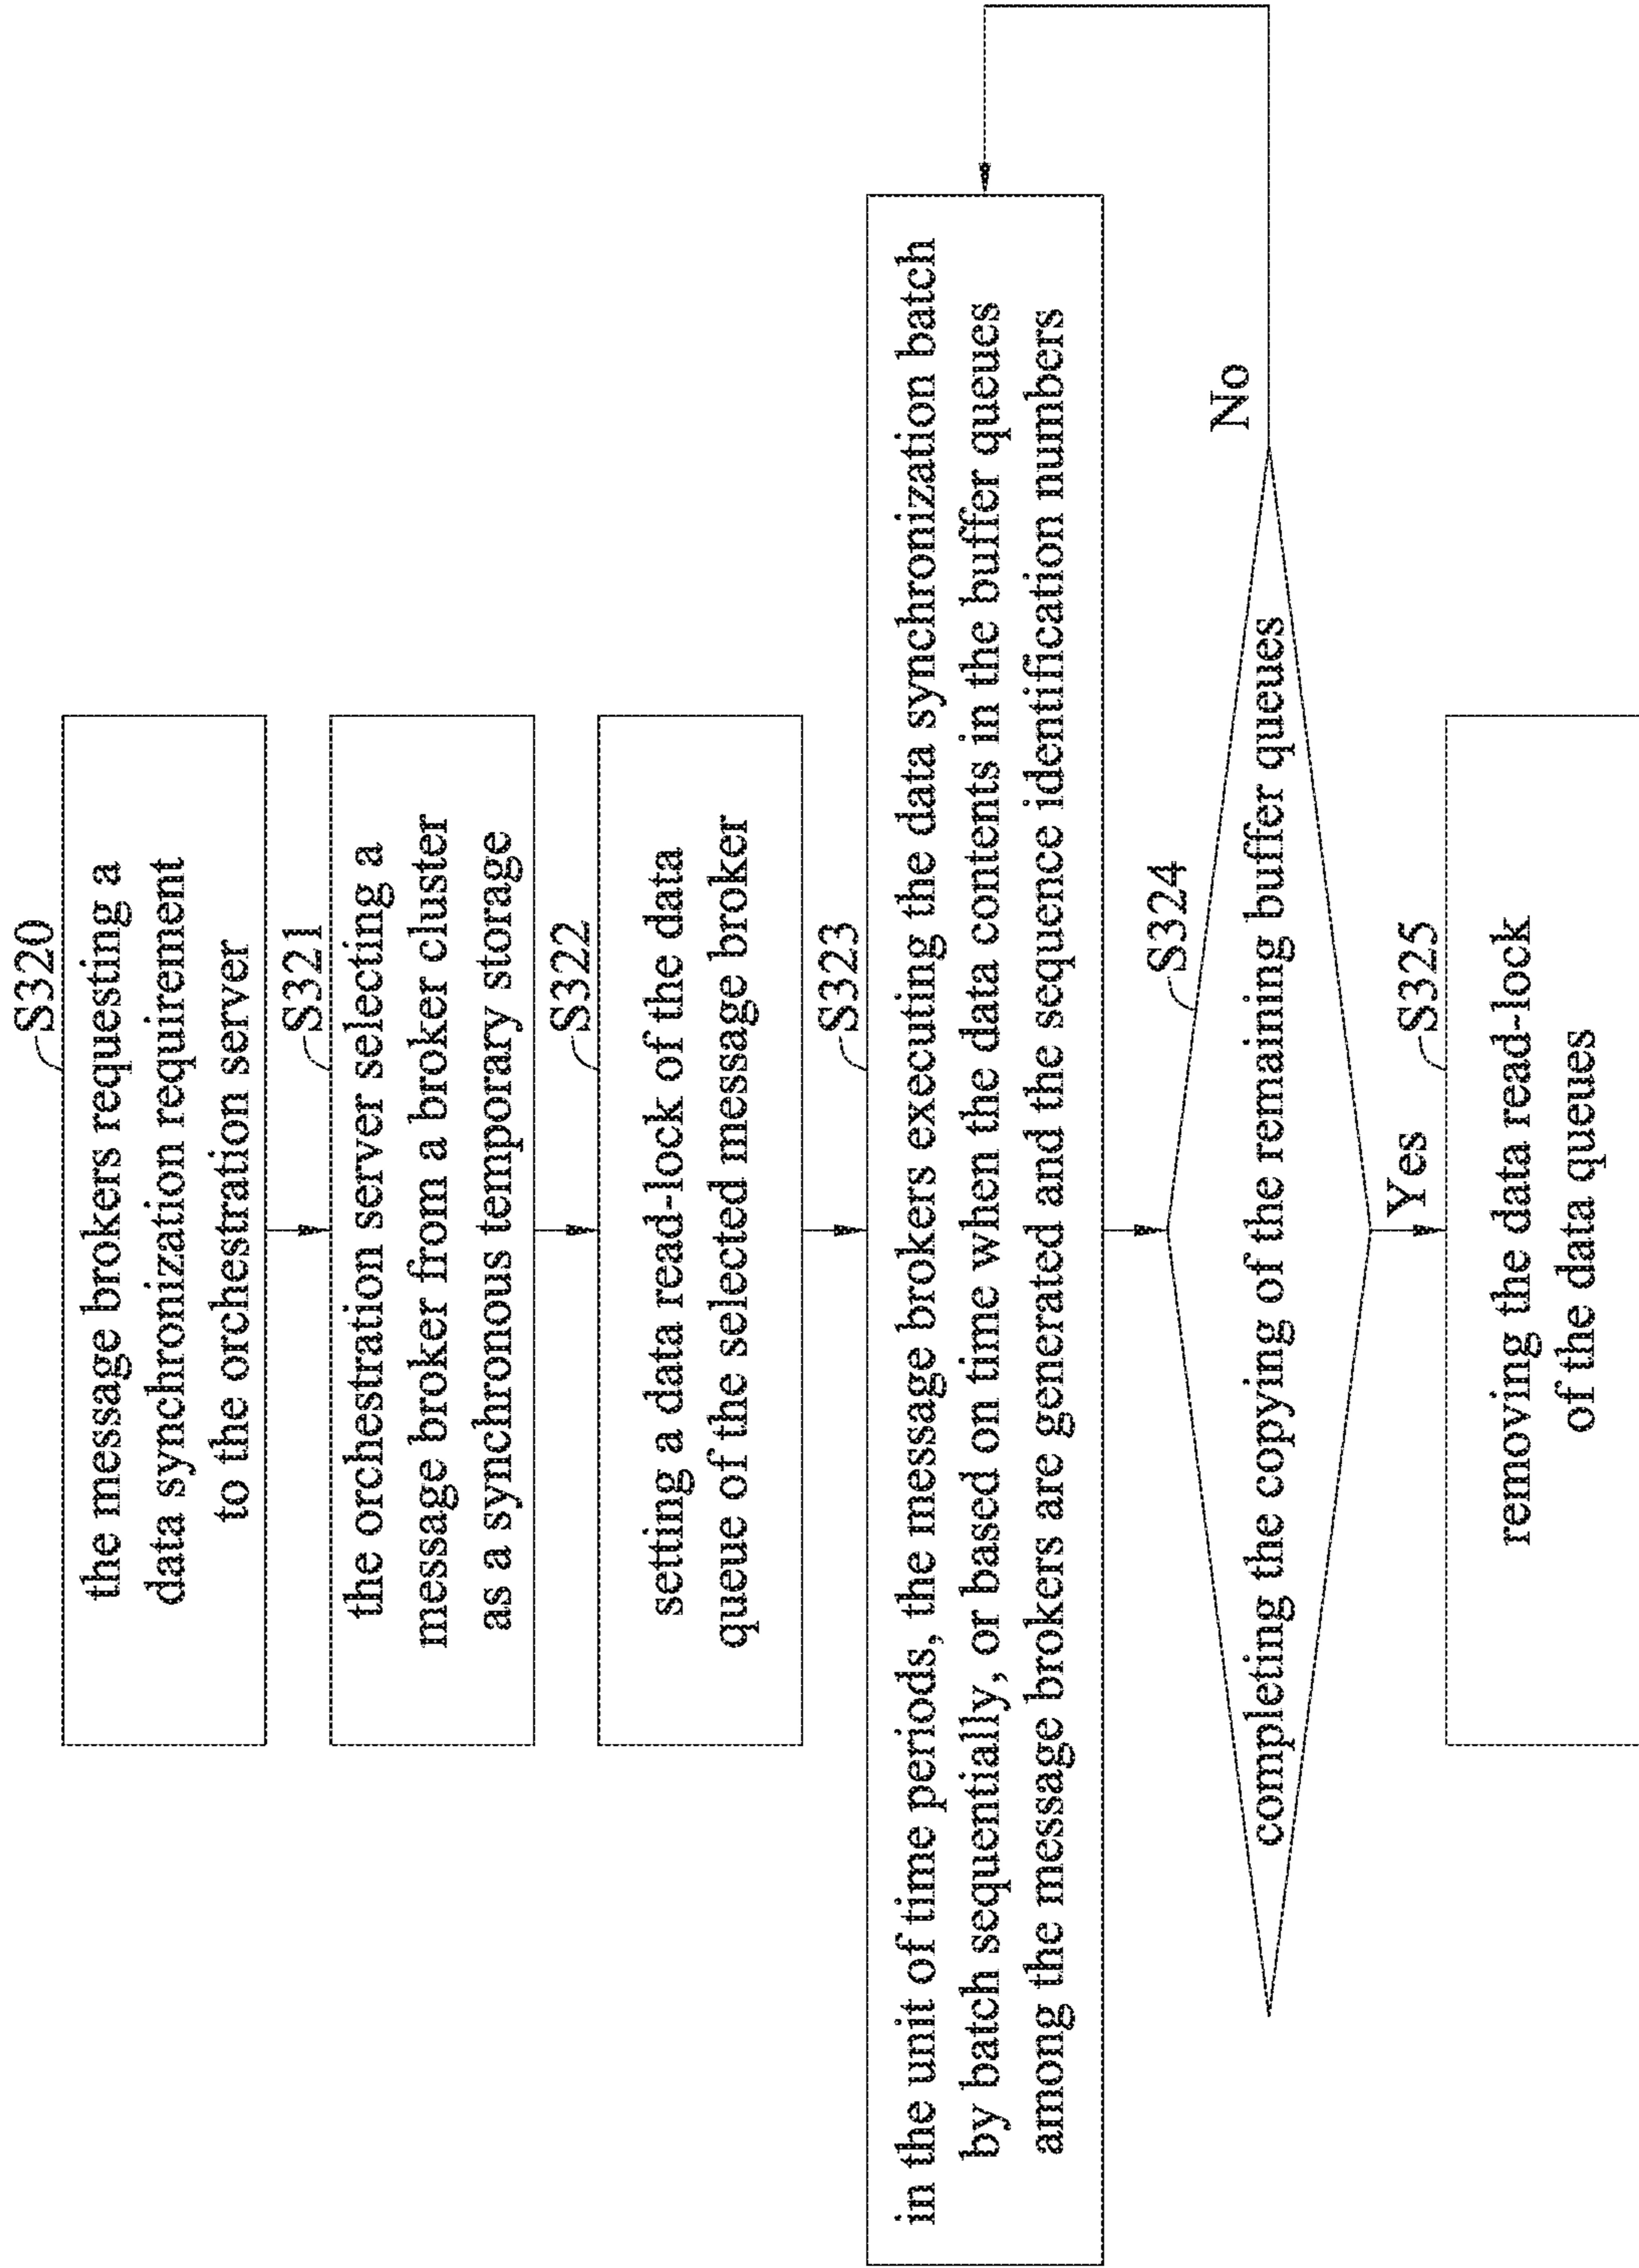 S320
the message brokers requesting a
data synchronization requirement
to the orchestration server
S321
the orchestration server selecting a
message broker from a broker cluster
as a synchronous temporary storage
S322
setting a data read-lock of the data
queue of the selected message broker
S323
in the unit of time periods, the message brokers executing the data synchronization batch
by batch sequentially, or based on time when the data contents in the buffer queues
among the message brokers are generated and the sequence identification numbers
S324
completing the copying of the remaining buffer queues
No
Yes
S325
removing the data read-lock
of the data queues